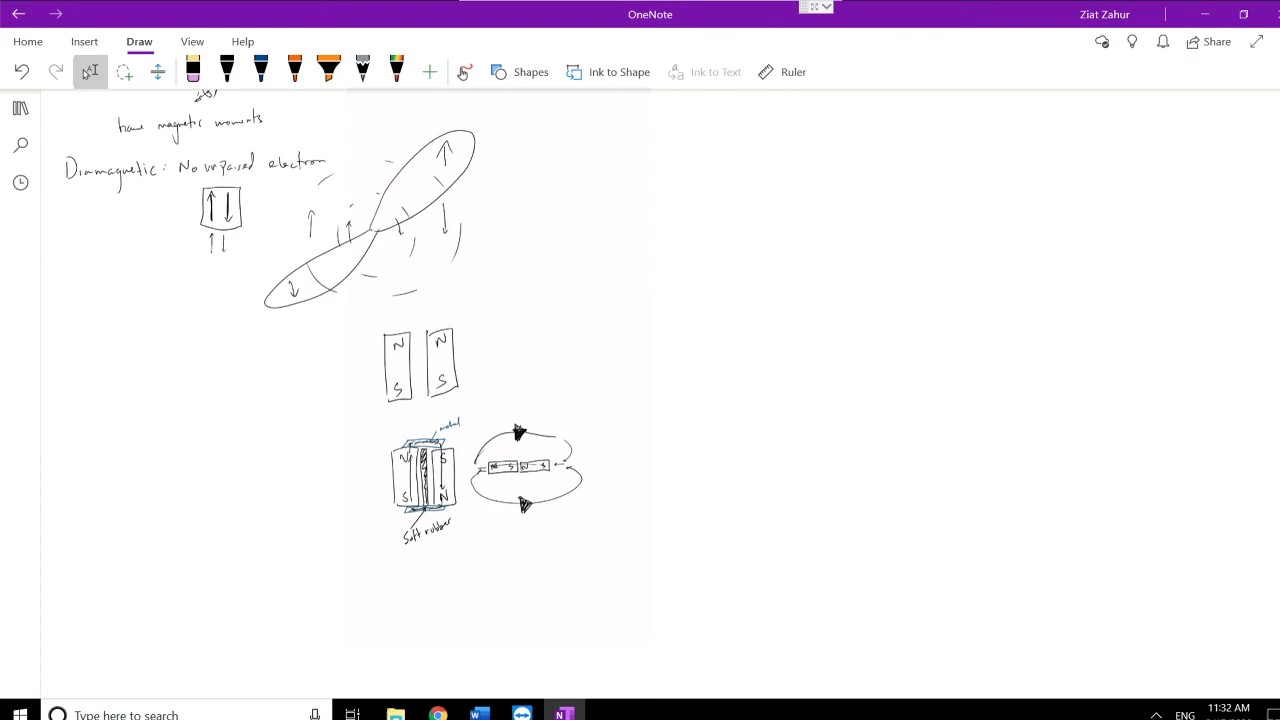 OneNote
Ziat Zahur
Home Insert Draw View Help
Share
Shapes Ink to Shape Ink to Text Ruler
have magnetic moments
Diamagnetic: No unpaired electron
N N
S S
metal
N S
S N
N S N S
Soft rubber
Type here to search
ENG
11:32 AM